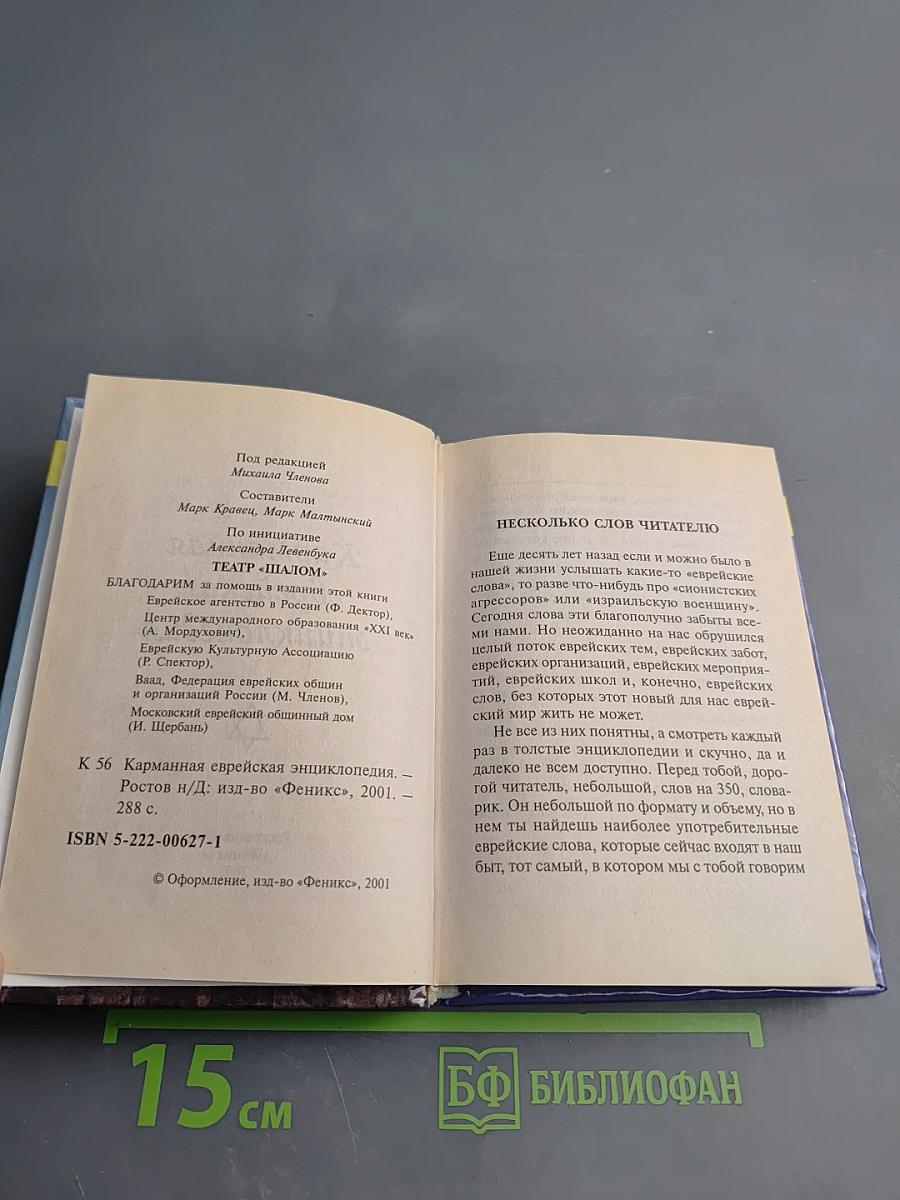 Под редакцией
Михаила Членова
Составители
Марк Кравец, Марк Малтынский
По инициативе
Александра Левенбука
ТЕАТР «ШАЛОМ»
БЛАГОДАРИМ за помощь в издании этой книги
Еврейское агентство в России (Ф. Дектор),
Центр международного образования «XXI век»
(А. Мордухович),
Еврейскую Культурную Ассоциацию
(Р. Спектор),
Ваад, Федерация еврейских общин
и организаций России (М. Членов),
Московский еврейский общинный дом
(И. Щербань)
К 56 Карманная еврейская энциклопедия. —
Ростов н/Д: изд-во «Феникс», 2001. —
288 с.
ISBN 5-222-00627-1
© Оформление, изд-во «Феникс», 2001
НЕСКОЛЬКО СЛОВ ЧИТАТЕЛЮ
Еще десять лет назад если и можно было в
нашей жизни услышать какие-то «еврейские
слова», то разве что-нибудь про «сионистских
агрессоров» или «израильскую военщину».
Сегодня слова эти благополучно забыты все-
ми нами. Но неожиданно на нас обрушился
целый поток еврейских тем, еврейских забот,
еврейских организаций, еврейских мероприя-
тий, еврейских школ и, конечно, еврейских
слов, без которых этот новый для нас еврей-
ский мир жить не может.
Не все из них понятны, а смотреть каждый
раз в толстые энциклопедии и скучно, да и
далеко не всем доступно. Перед тобой, доро-
гой читатель, небольшой, слов на 350, слова-
рик. Он небольшой по формату и объему, но в
нем ты найдешь наиболее употребительные
еврейские слова, которые сейчас входят в наш
быт, тот самый, в котором мы с тобой говорим
15 см
БФ БИБЛИОФАН